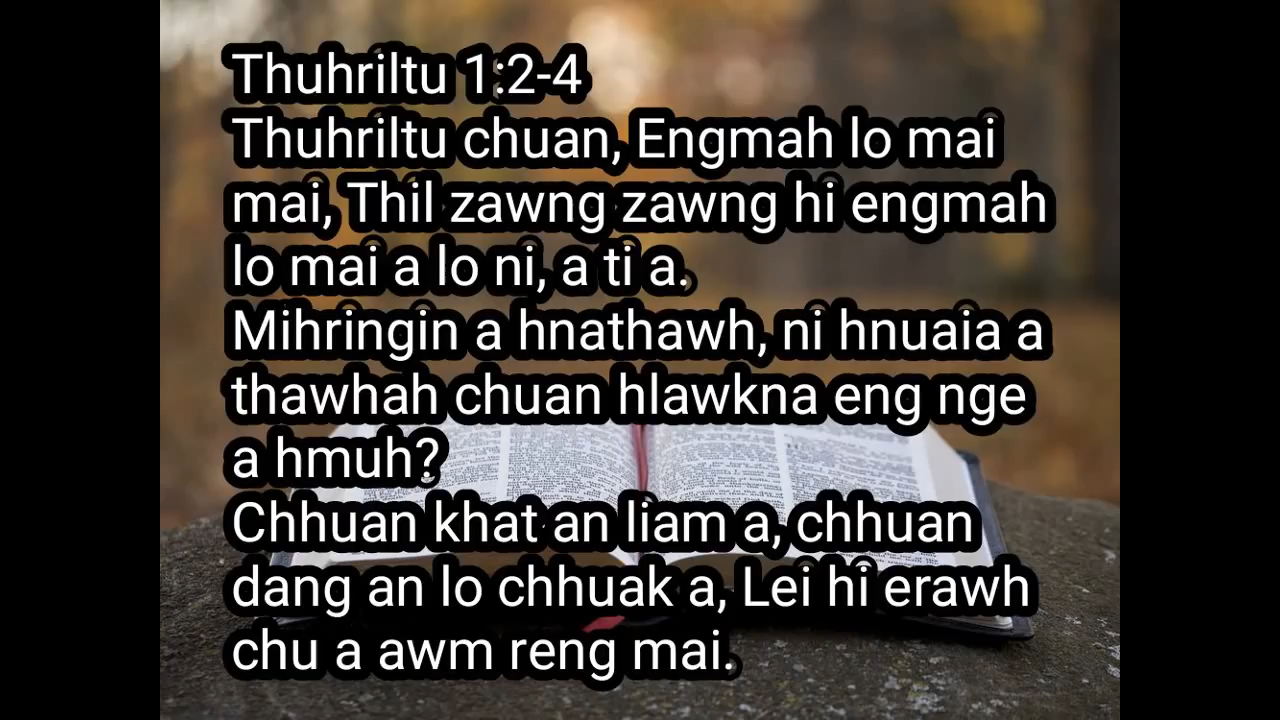 Thuhriltu 1:2-4
Thuhriltu chuan, Engmah lo mai
mai, Thil zawng zawng hi engmah
lo mai a lo ni, a ti a.
Mihringin a hnathawh, ni hnuaia a
thawhah chuan hlawkna eng nge
a hmuh?
Chhuan khat an liam a, chhuan
dang an lo chhuak a, Lei hi erawh
chu a awm reng mai.